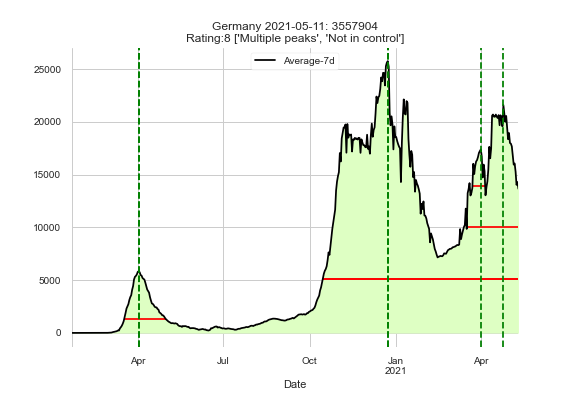 Germany 2021-05-11: 3557904
Rating:8 ['Multiple peaks', 'Not in control']
Average-7d
25000
20000
15000
10000
5000
0
Apr
Jul
Oct
Jan
2021
Apr
Date